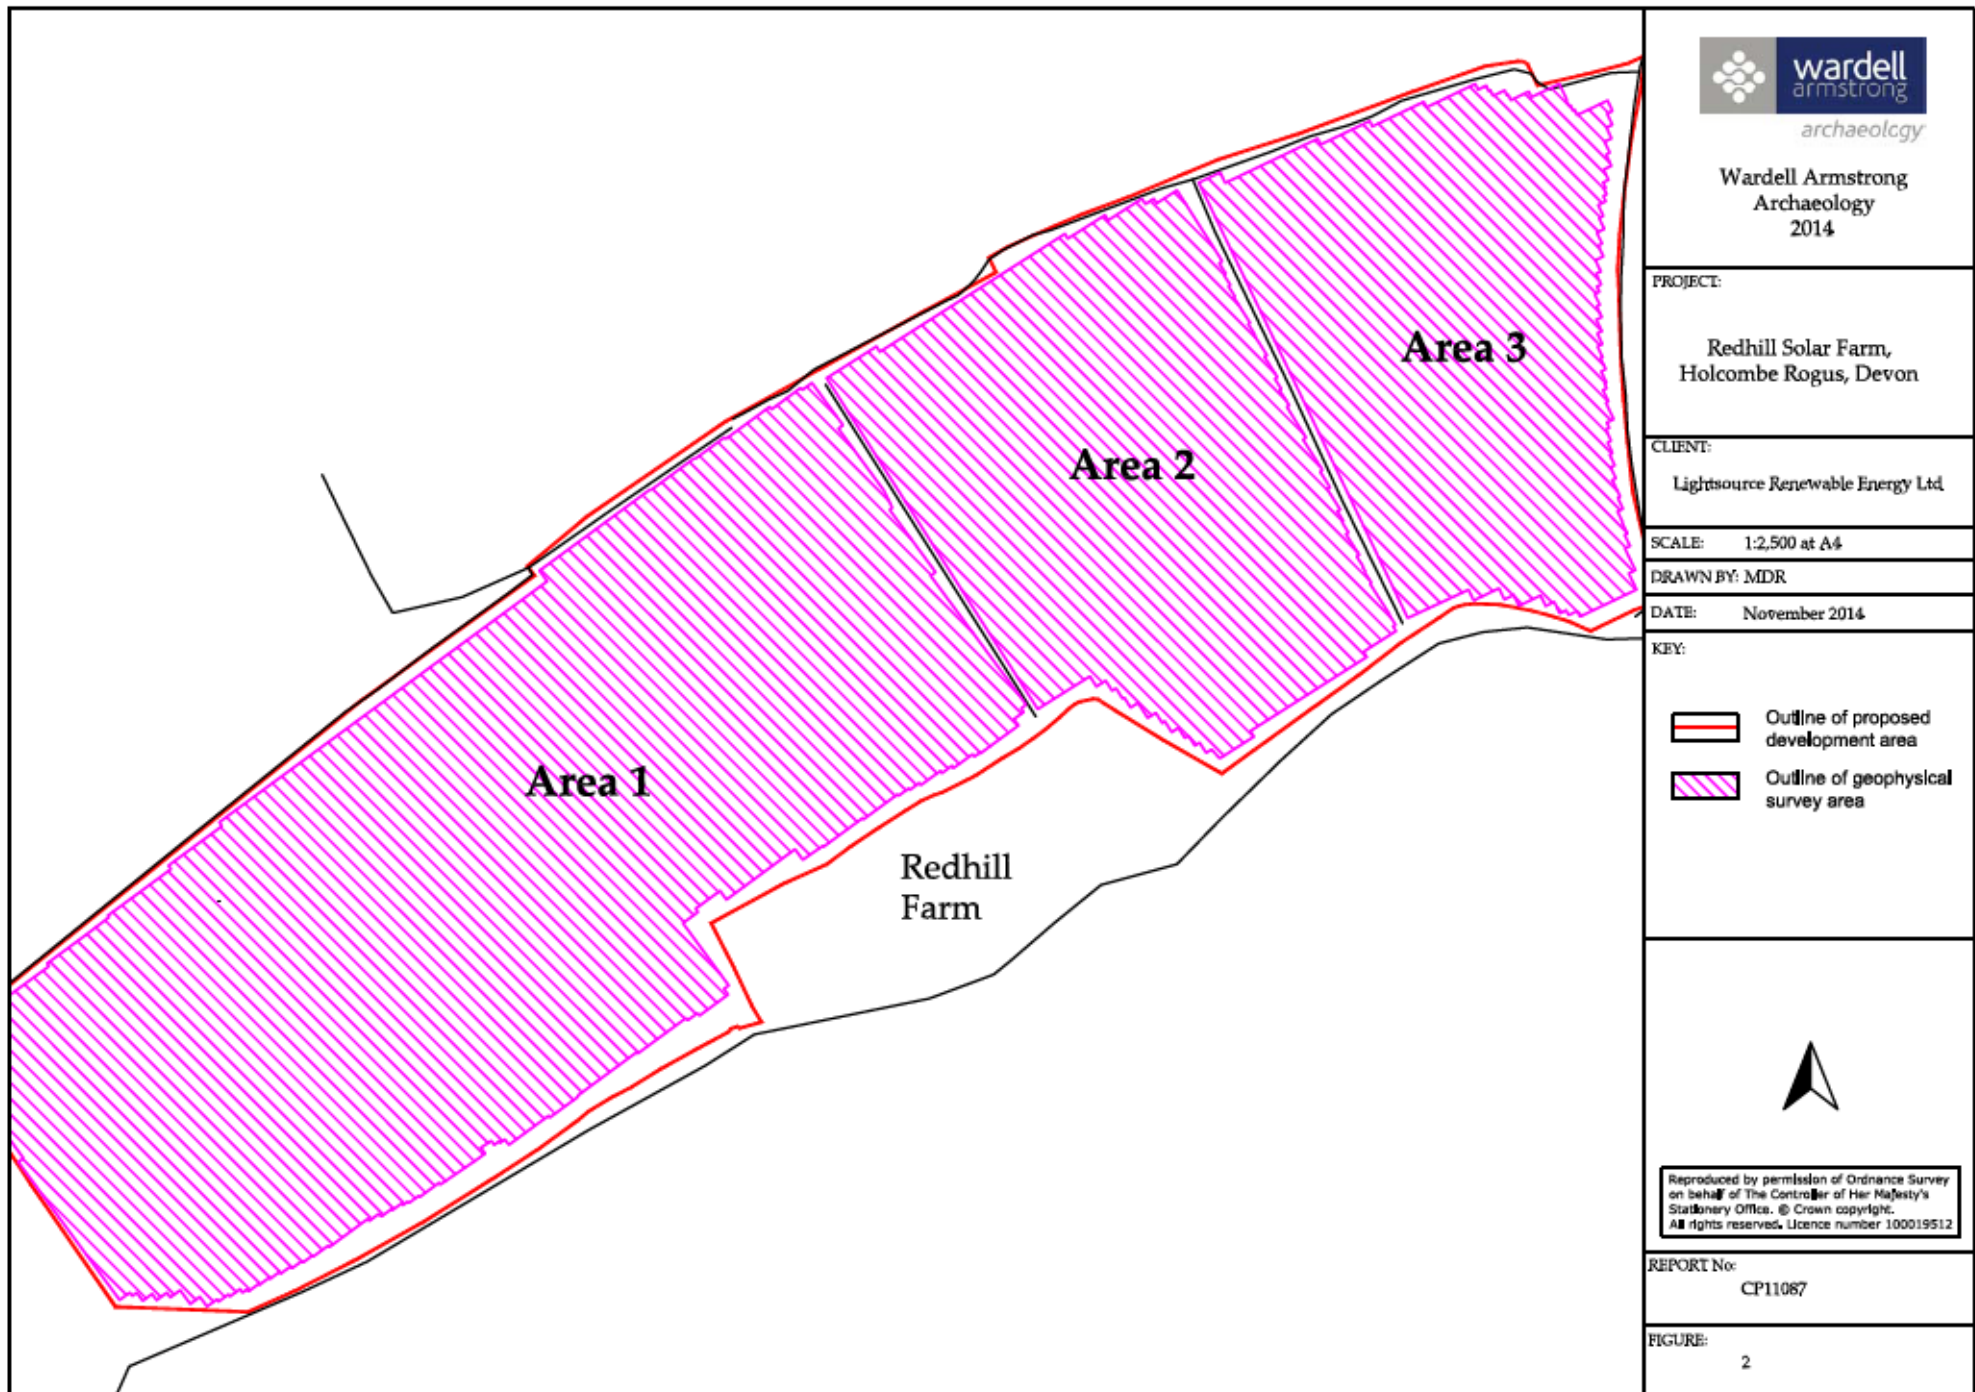 Area 1
Area 2
Area 3
Redhill
Farm
wardell
armstrong
archaeology
Wardell Armstrong
Archaeology
2014
PROJECT:
Redhill Solar Farm,
Holcombe Rogus, Devon
CLIENT:
Lightsource Renewable Energy Ltd
SCALE: 1:2,500 at A4
DRAWN BY: MDR
DATE: November 2014
KEY:
Outline of proposed
development area
Outline of geophysical
survey area
Reproduced by permission of Ordnance Survey
on behalf of The Controller of Her Majesty's
Stationery Office. © Crown copyright.
All rights reserved. Licence number 100019512
REPORT No:
CP11087
FIGURE:
2